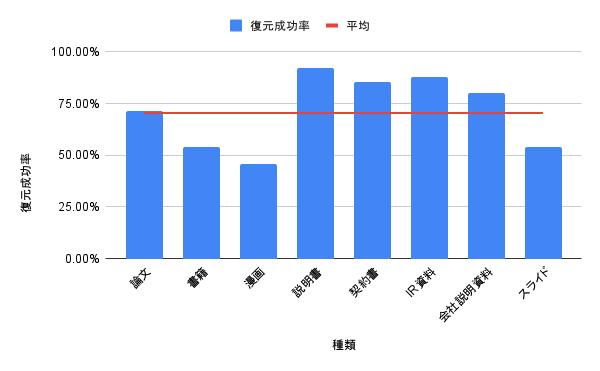 復元成功率 平均
100.00%
75.00%
50.00%
25.00%
0.00%
復元成功率
論文
書籍
漫画
説明書
契約書
IR資料
会社説明資料
スライド
種類